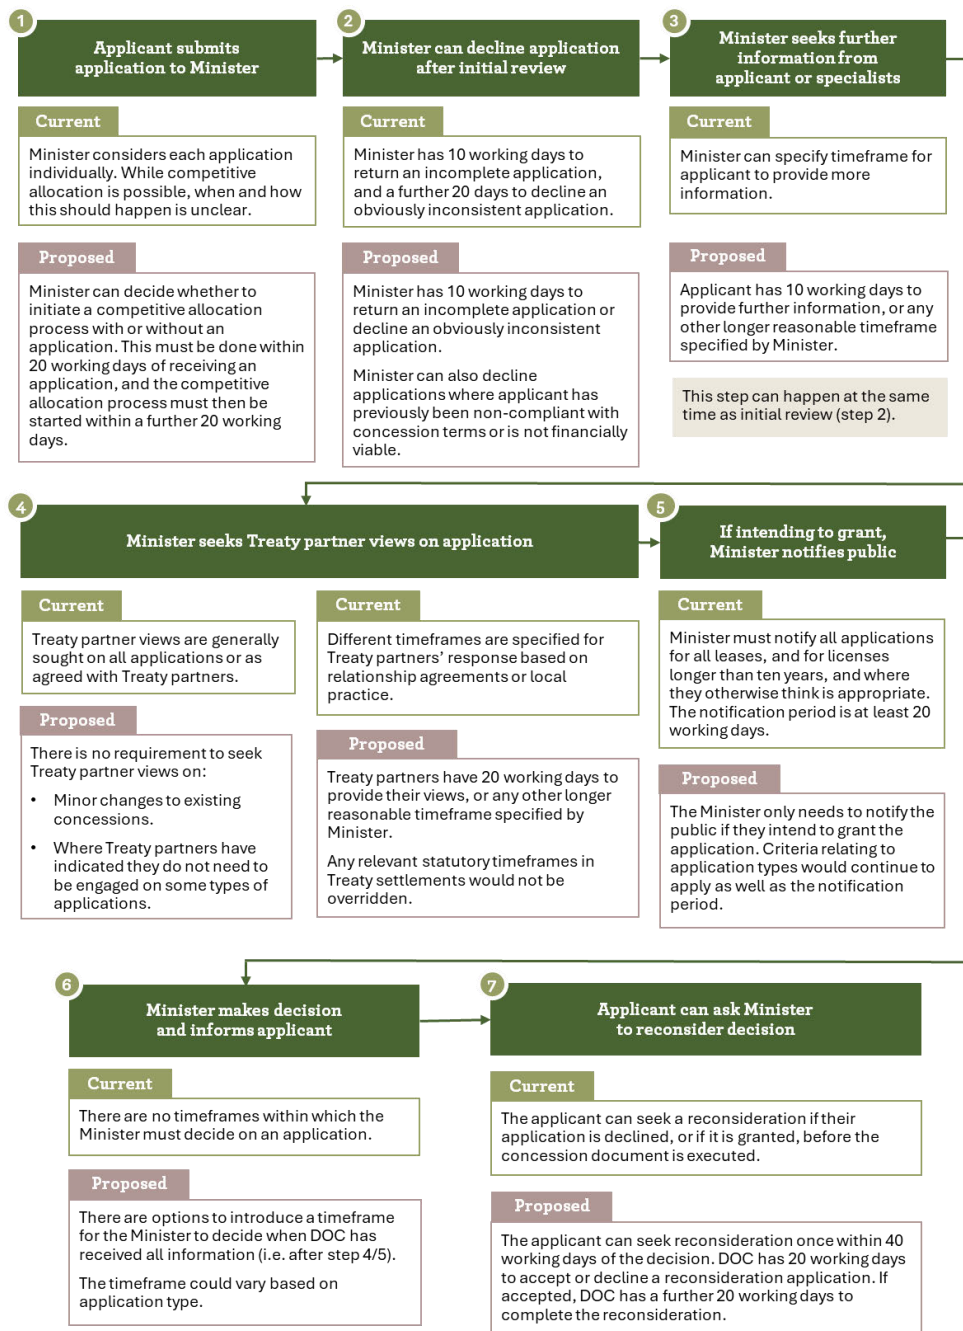 1
Applicant submits
application to Minister
Current
Minister considers each application
individually. While competitive
allocation is possible, when and how
this should happen is unclear.
Proposed
Minister can decide whether to
initiate a competitive allocation
process with or without an
application. This must be done within
20 working days of receiving an
application, and the competitive
allocation process must then be
started within a further 20 working
days.
2
Minister can decline application
after initial review
Current
Minister has 10 working days to
return an incomplete application,
and a further 20 days to decline an
obviously inconsistent application.
Proposed
Minister has 10 working days to
return an incomplete application or
decline an obviously inconsistent
application.
Minister can also decline
applications where applicant has
previously been non-compliant with
concession terms or is not financially
viable.
3
Minister seeks further
information from
applicant or specialists
Current
Minister can specify timeframe for
applicant to provide more
information.
Proposed
Applicant has 10 working days to
provide further information, or any
other longer reasonable timeframe
specified by Minister.
This step can happen at the same
time as initial review (step 2).
4
Minister seeks Treaty partner views on application
Current
Treaty partner views are generally
sought on all applications or as
agreed with Treaty partners.
Proposed
There is no requirement to seek
Treaty partner views on:
• Minor changes to existing
concessions.
• Where Treaty partners have
indicated they do not need to
be engaged on some types of
applications.
Current
Different timeframes are specified for
Treaty partners’ response based on
relationship agreements or local
practice.
Proposed
Treaty partners have 20 working days to
provide their views, or any other longer
reasonable timeframe specified by
Minister.
Any relevant statutory timeframes in
Treaty settlements would not be
overridden.
5
If intending to grant,
Minister notifies public
Current
Minister must notify all applications
for all leases, and for licenses
longer than ten years, and where
they otherwise think is appropriate.
The notification period is at least 20
working days.
Proposed
The Minister only needs to notify the
public if they intend to grant the
application. Criteria relating to
application types would continue to
apply as well as the notification
period.
6
Minister makes decision
and informs applicant
Current
There are no timeframes within which the
Minister must decide on an application.
Proposed
There are options to introduce a timeframe
for the Minister to decide when DOC has
received all information (i.e. after step 4/5).
The timeframe could vary based on
application type.
7
Applicant can ask Minister
to reconsider decision
Current
The applicant can seek a reconsideration if their
application is declined, or if it is granted, before the
concession document is executed.
Proposed
The applicant can seek reconsideration once within 40
working days of the decision. DOC has 20 working days
to accept or decline a reconsideration application. If
accepted, DOC has a further 20 working days to
complete the reconsideration.